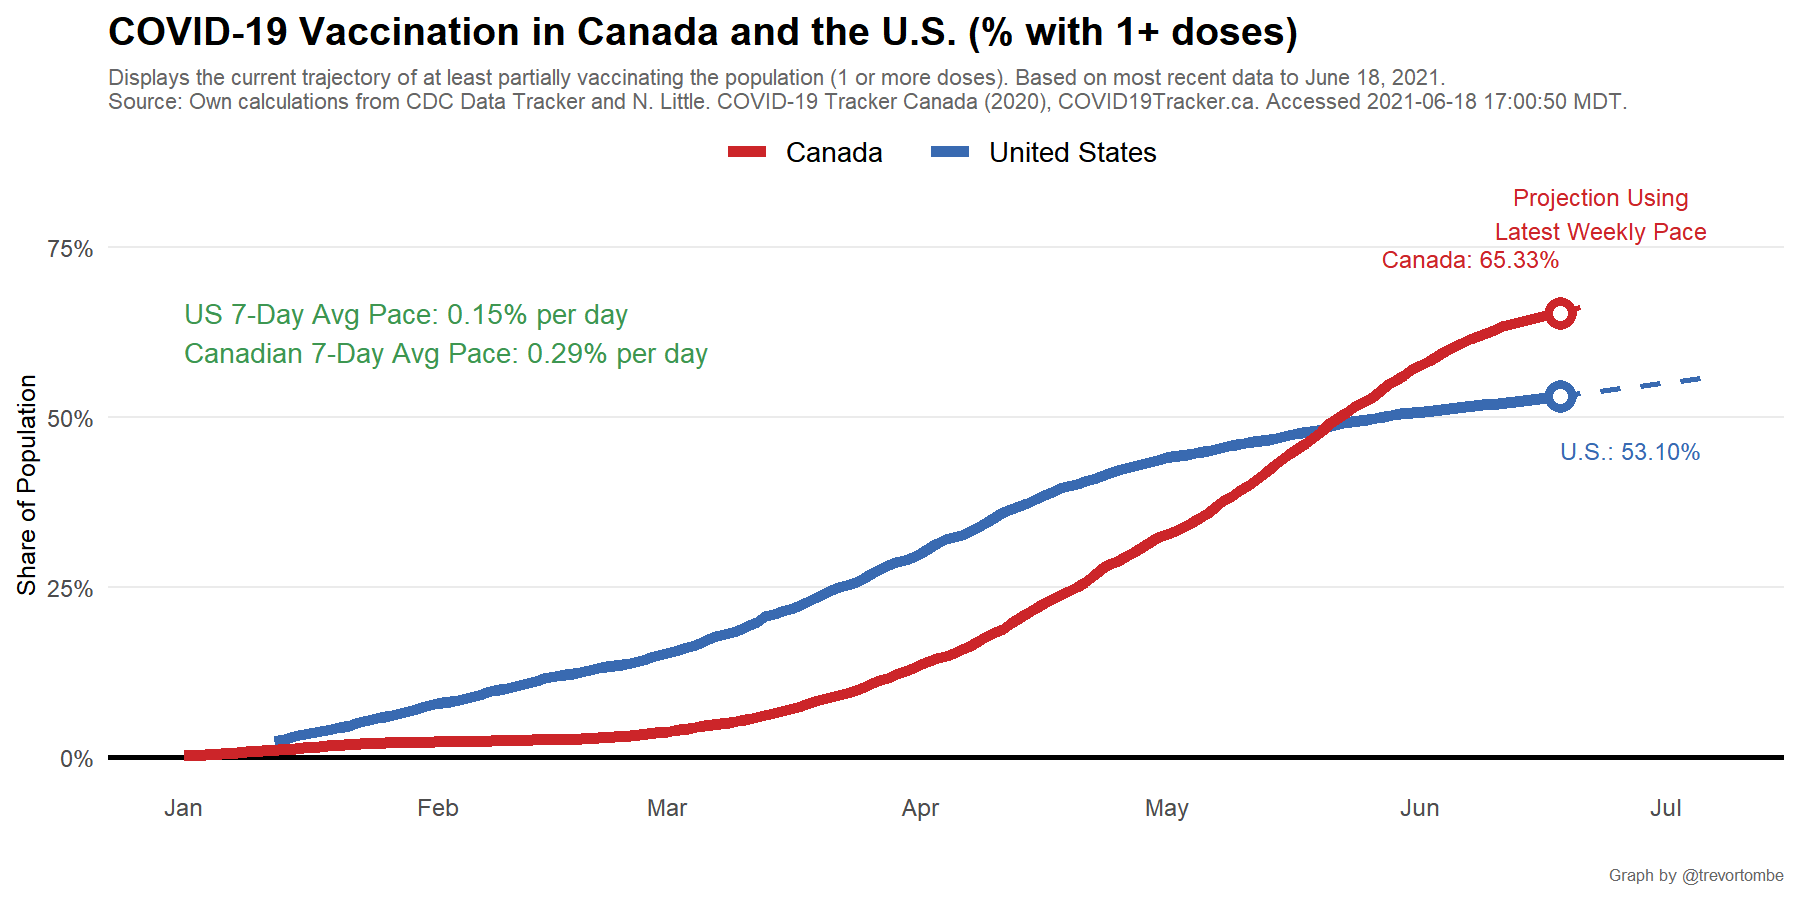 COVID-19 Vaccination in Canada and the U.S. (% with 1+ doses)
Displays the current trajectory of at least partially vaccinating the population (1 or more doses). Based on most recent data to June 18, 2021.
Source: Own calculations from CDC Data Tracker and N. Little. COVID-19 Tracker Canada (2020), COVID19Tracker.ca. Accessed 2021-06-18 17:00:50 MDT.
Canada
United States
Projection Using
Latest Weekly Pace
Canada: 65.33%
US 7-Day Avg Pace: 0.15% per day
Canadian 7-Day Avg Pace: 0.29% per day
U.S.: 53.10%
Share of Population
75%
50%
25%
0%
Jan
Feb
Mar
Apr
May
Jun
Jul
Graph by @trevortombe